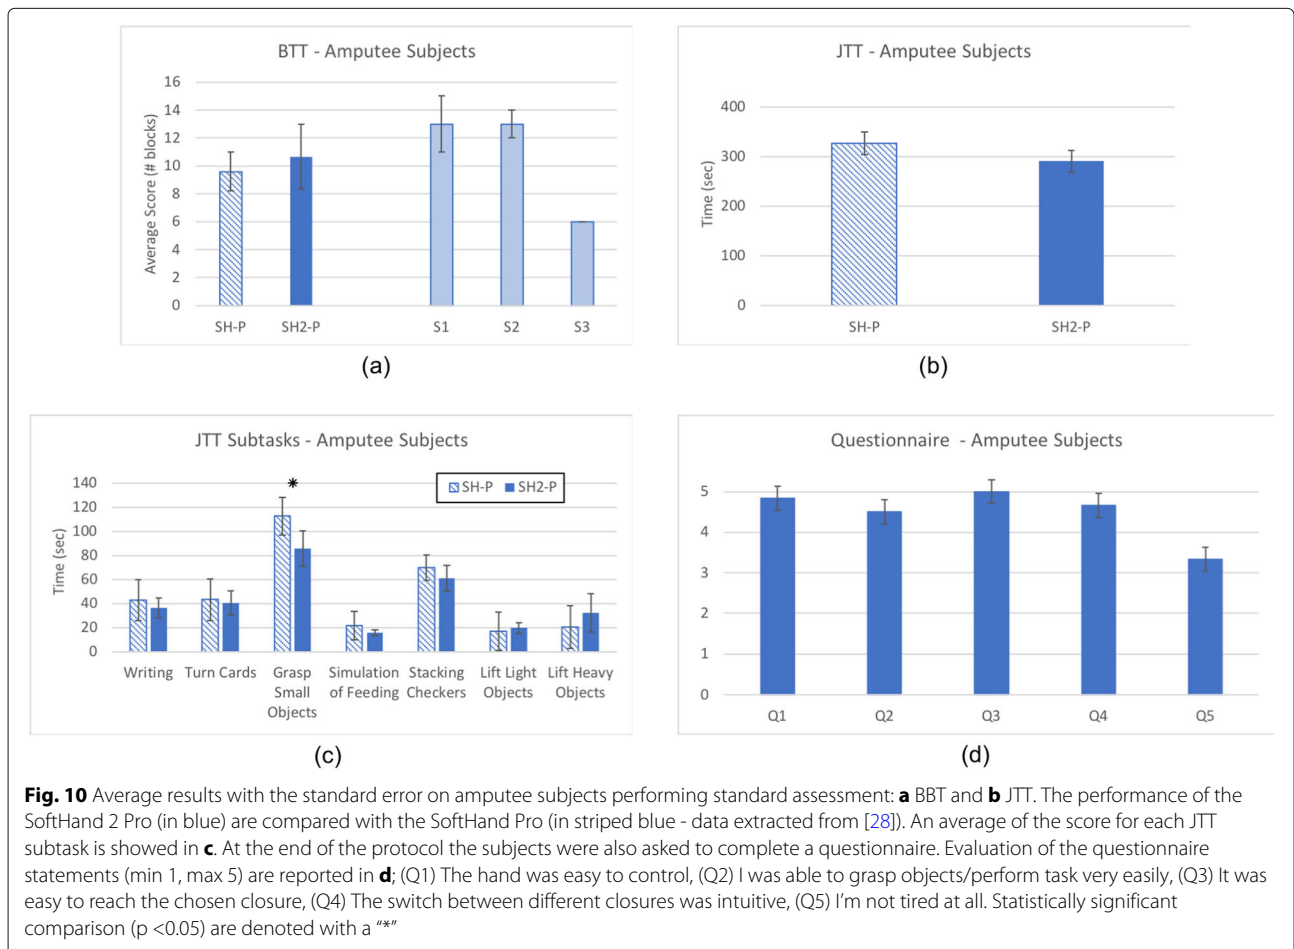 BTT - Amputee Subjects
Average Score (# blocks)
16
14
12
10
8
6
4
2
0
SH-P SH2-P S1 S2 S3
(a)
JTT - Amputee Subjects
Time (sec)
400
300
200
100
0
SH-P SH2-P
(b)
JTT Subtasks - Amputee Subjects
Time (sec)
140
120
100
80
60
40
20
0
*
SH-P SH2-P
Writing Turn Cards Grasp Simulation Stacking Lift Light Lift Heavy
Small of Feeding Checkers Objects Objects
Objects
(c)
Questionnaire - Amputee Subjects
5
4
3
2
1
0
Q1 Q2 Q3 Q4 Q5
(d)
Fig. 10 Average results with the standard error on amputee subjects performing standard assessment: a BBT and b JTT. The performance of the
SoftHand 2 Pro (in blue) are compared with the SoftHand Pro (in striped blue - data extracted from [28]). An average of the score for each JTT
subtask is showed in c. At the end of the protocol the subjects were also asked to complete a questionnaire. Evaluation of the questionnaire
statements (min 1, max 5) are reported in d; (Q1) The hand was easy to control, (Q2) I was able to grasp objects/perform task very easily, (Q3) It was
easy to reach the chosen closure, (Q4) The switch between different closures was intuitive, (Q5) I'm not tired at all. Statistically significant
comparison (p <0.05) are denoted with a “*”